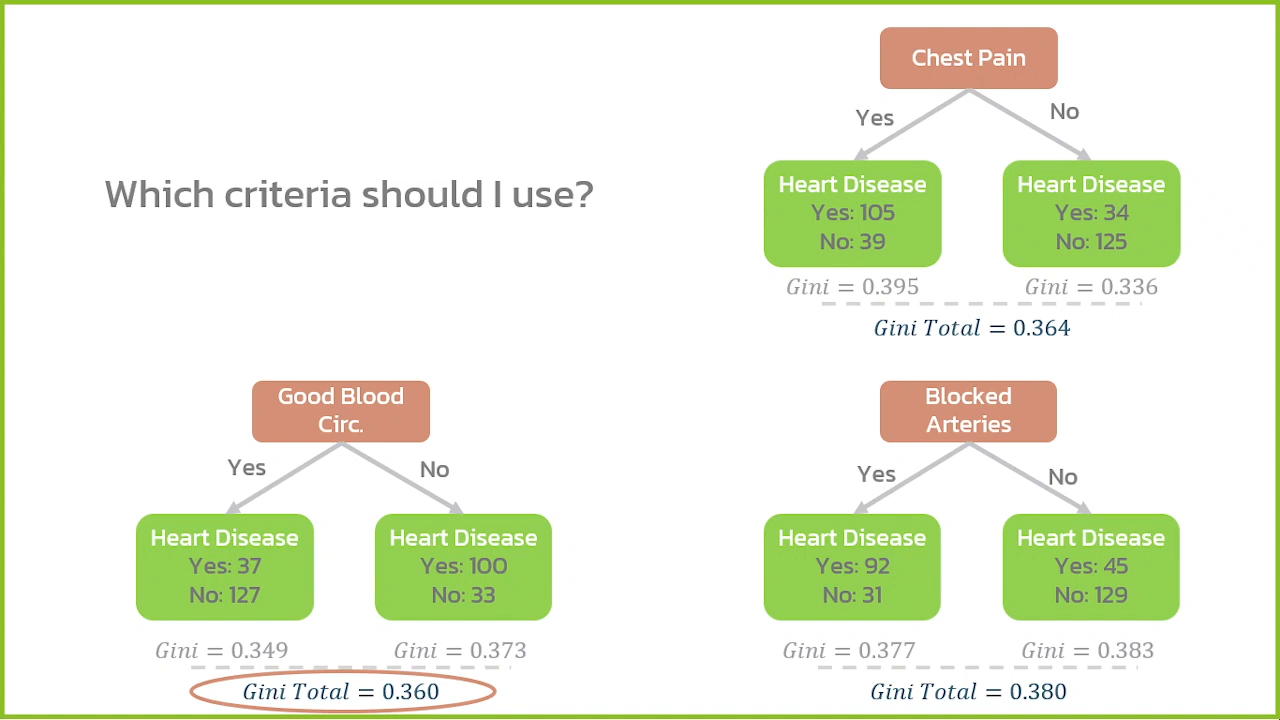 Which criteria should I use?
Chest Pain
Yes
No
Heart Disease
Yes: 105
No: 39
Heart Disease
Yes: 34
No: 125
Gini = 0.395
Gini = 0.336
Gini Total = 0.364
Good Blood
Circ.
Yes
No
Heart Disease
Yes: 37
No: 127
Heart Disease
Yes: 100
No: 33
Gini = 0.349
Gini = 0.373
Gini Total = 0.360
Blocked
Arteries
Yes
No
Heart Disease
Yes: 92
No: 31
Heart Disease
Yes: 45
No: 129
Gini = 0.377
Gini = 0.383
Gini Total = 0.380